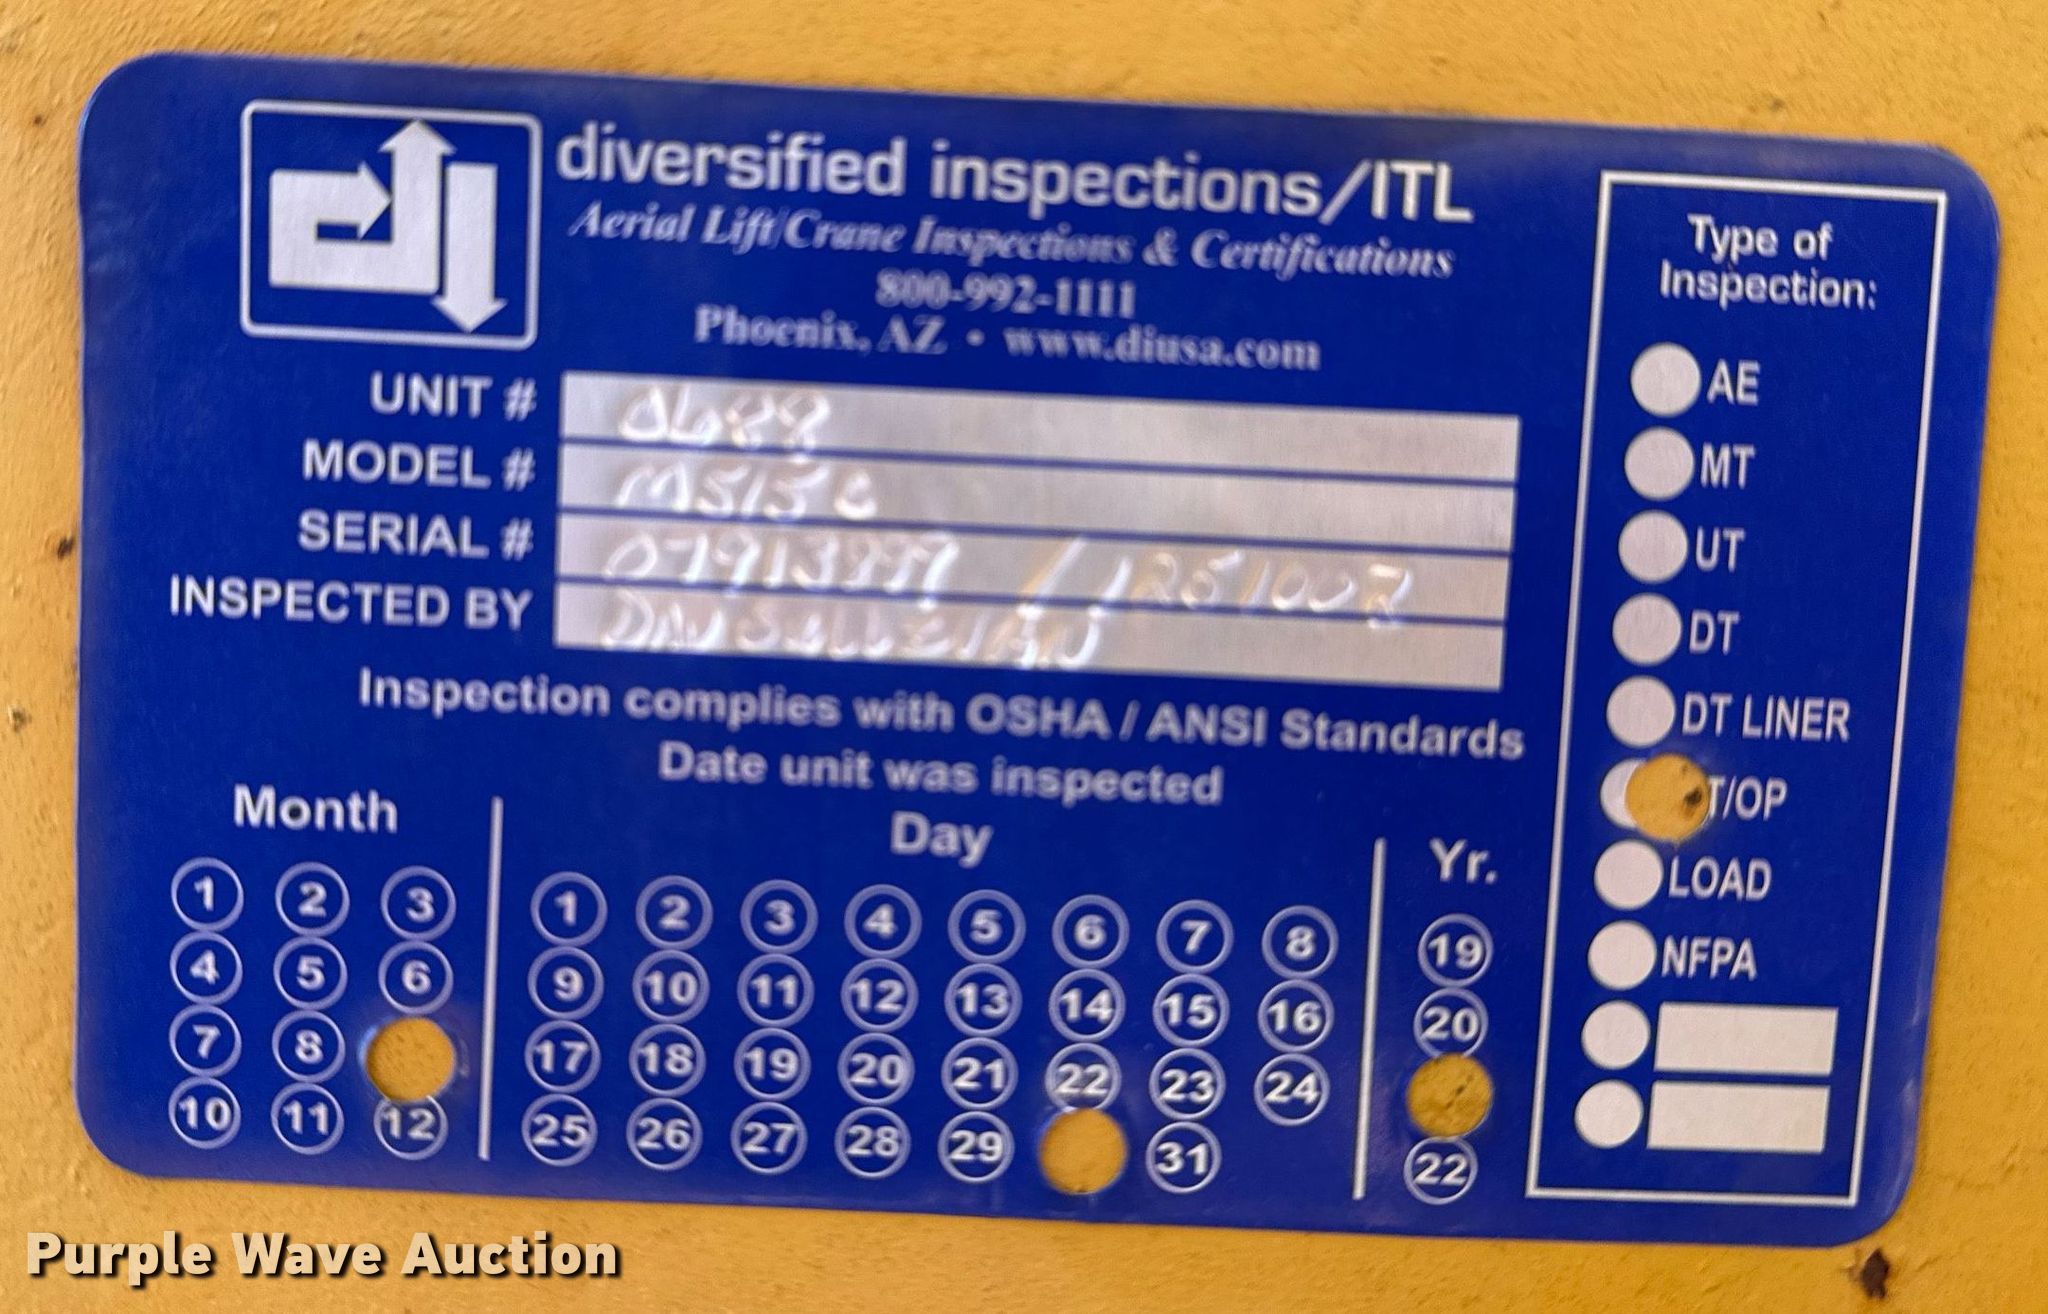 diversified inspections/ITL
Aerial Lift/Crane Inspections & Certifications
800-992-1111
Phoenix, AZ • www.diusa.com
UNIT # 0688
MODEL # M515C
SERIAL #
INSPECTED BY DAN
Inspection complies with OSHA / ANSI Standards
Date unit was inspected
Month
1 2 3
4 5 6
7 8
10 11 12
Day
1 2 3 4 5 6 7 8
9 10 11 12 13 14 15 16
17 18 19 20 21 22 23 24
25 26 27 28 29 31
Yr.
19
20
22
Type of
Inspection:
AE
MT
UT
DT
DT LINER
T/OP
LOAD
NFPA
Purple Wave Auction